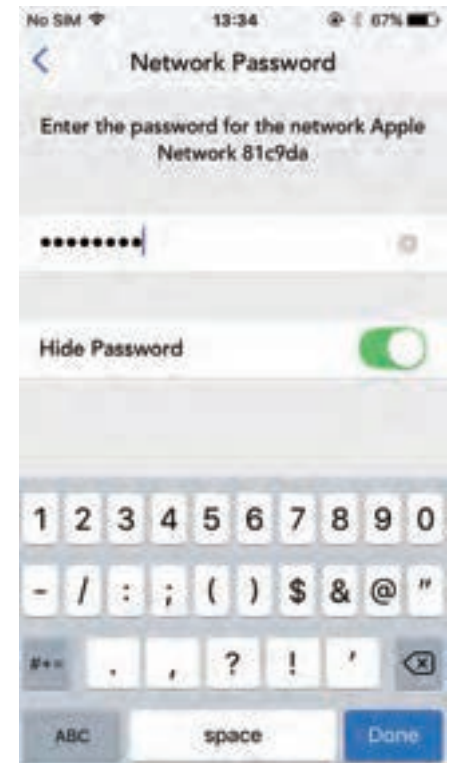 No SIM 13:34 67%
Network Password
Enter the password for the network Apple
Network 81c9da
••••••••
Hide Password
1 2 3 4 5 6 7 8 9 0
- / : ; ( ) $ & @ "
#+= . , ? ! '
ABC space Done